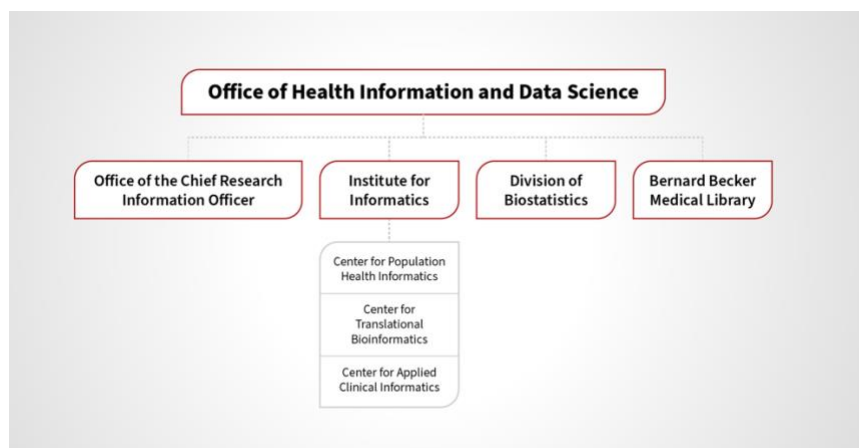 Office of Health Information and Data Science
Office of the Chief Research
Information Officer
Institute for
Informatics
Division of
Biostatistics
Bernard Becker
Medical Library
Center for Population
Health Informatics
Center for
Translational
Bioinformatics
Center for Applied
Clinical Informatics